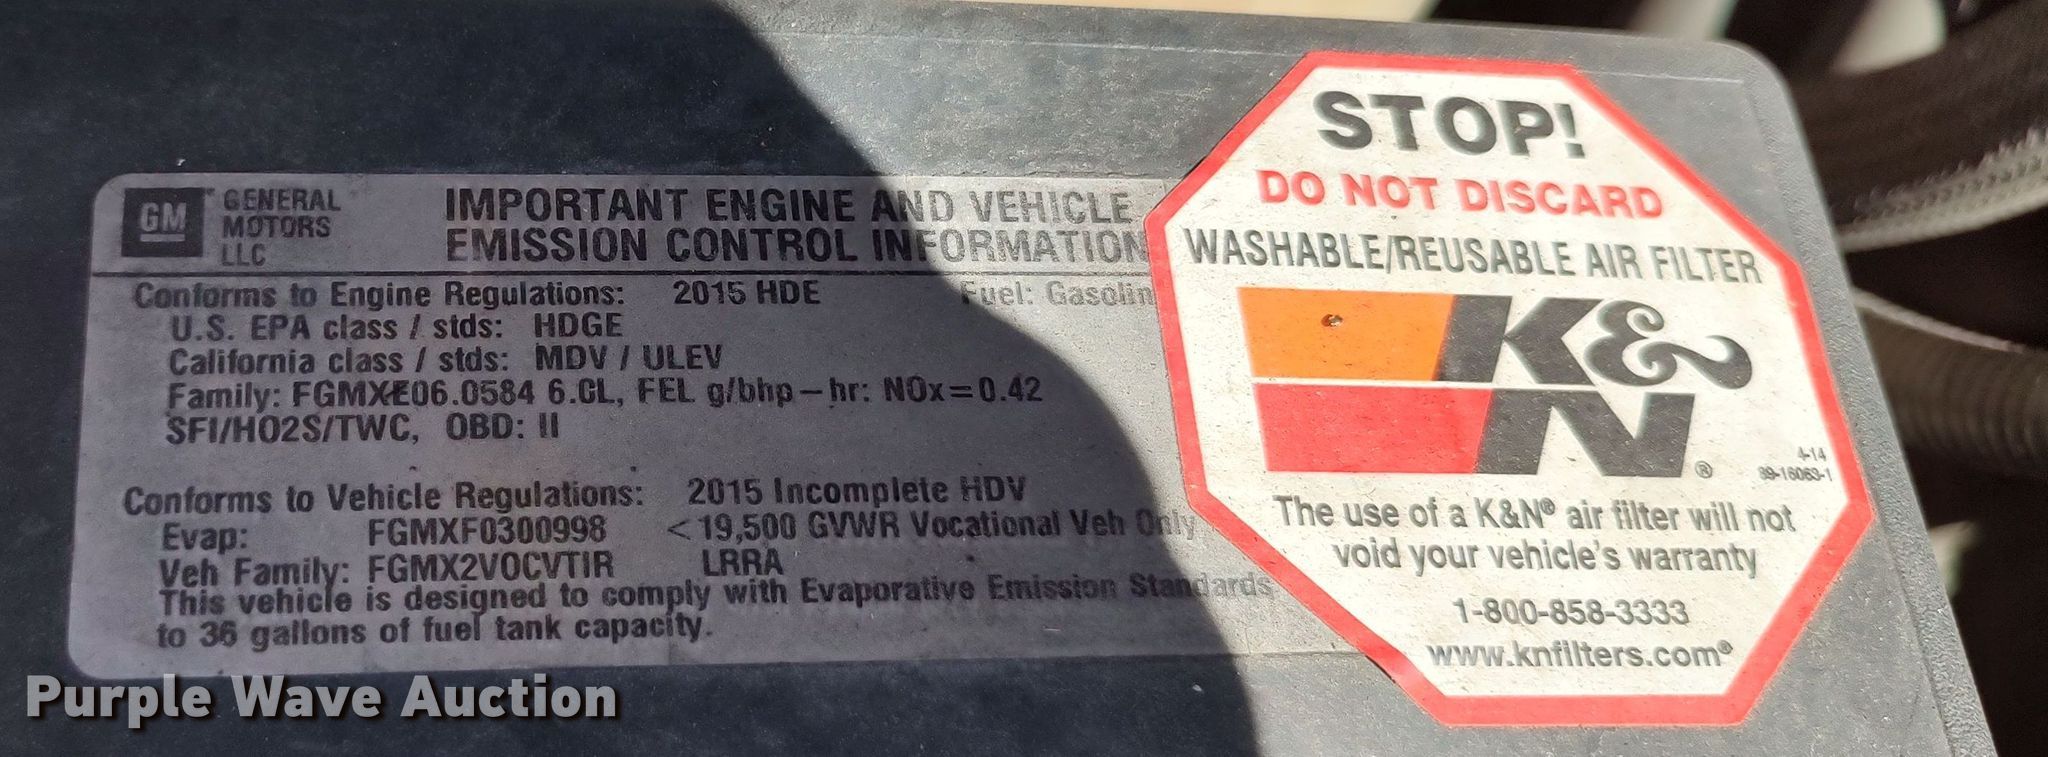 GM GENERAL MOTORS LLC
IMPORTANT ENGINE AND VEHICLE
EMISSION CONTROL INFORMATION
Conforms to Engine Regulations: 2015 HDE Fuel: Gasolin
U.S. EPA class / stds: HDGE
California class / stds: MDV / ULEV
Family: FGMXE06.0584 6.0L, FEL g/bhp-hr: NOx=0.42
SFI/HO2S/TWC, OBD: II
Conforms to Vehicle Regulations: 2015 Incomplete HDV
Evap: FGMXF0300998 <19,500 GVWR Vocational Veh Only
Veh Family: FGMX2VOCVTIR LRRA
This vehicle is designed to comply with Evaporative Emission Standards
to 36 gallons of fuel tank capacity.
STOP!
DO NOT DISCARD
WASHABLE/REUSABLE AIR FILTER
K&N®
4-14
89-16063-1
The use of a K&N® air filter will not
void your vehicle's warranty
1-800-858-3333
www.knfilters.com®
Purple Wave Auction